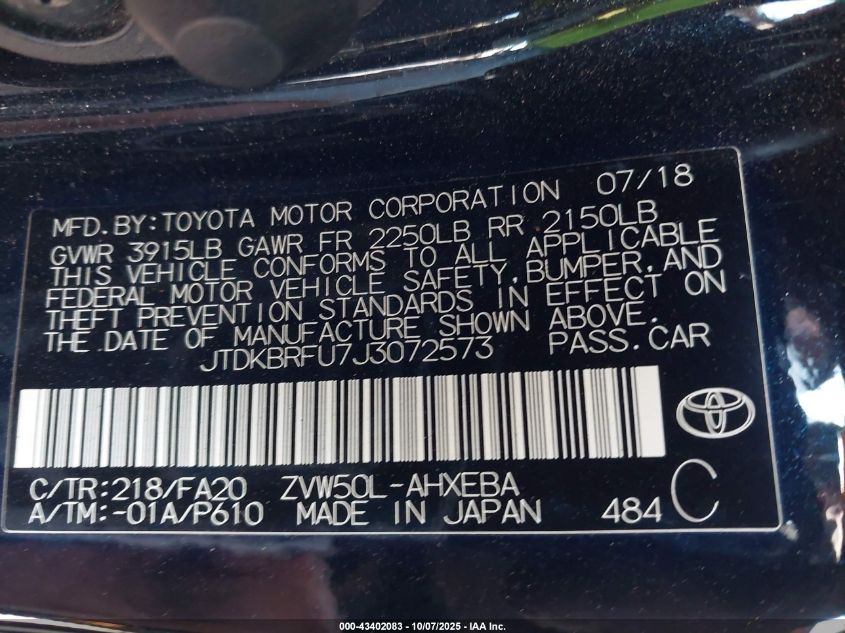 MFD.BY:TOYOTA MOTOR CORPORATION 07/18
GVWR 3915LB GAWR FR 2250LB RR 2150LB
THIS VEHICLE CONFORMS TO ALL APPLICABLE
FEDERAL MOTOR VEHICLE SAFETY,BUMPER,AND
THEFT PREVENTION STANDARDS IN EFFECT ON
THE DATE OF MANUFACTURE SHOWN ABOVE.
JTDKBRFU7J3072573 PASS.CAR
C/TR:218/FA20 ZVW50L-AHXEBA
A/TM:-01A/P610 MADE IN JAPAN 484 C
000-43402083 - 10/07/2025 - IAA Inc.